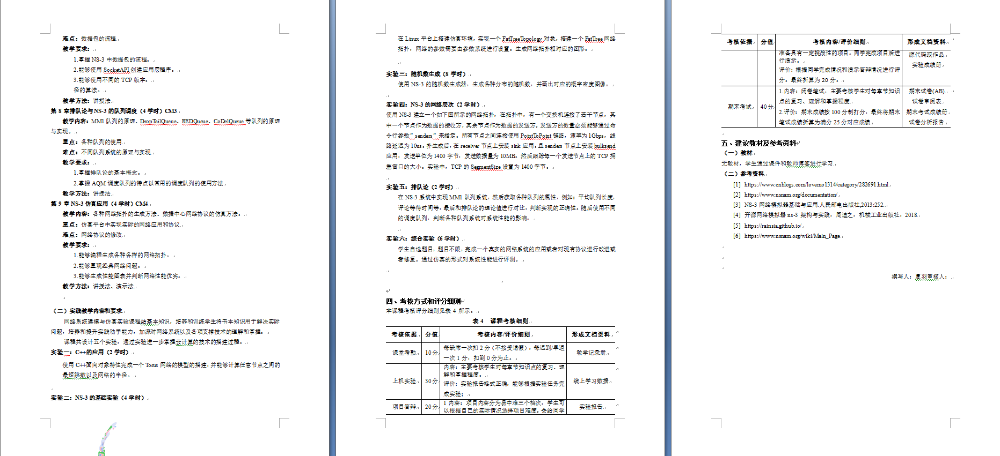 难点：数据包的流程
教学要求：
1.掌握 NS-3 中数据包的流程。
2.能够使用 SocketAPI 创建应用层程序。
3.能够使用不同的 TCP 版本。
径的算法。
教学方法：讲授法
第 8 章排队论与 NS-3 的队列调度（4 学时）CM3
教学内容：MM1 队列的原理、DropTailQueue、REDQueue、CoDelQueue 等队列的原理
与实现。
重点：各种队列的使用
难点：不同队列系统的原理与实现
教学要求：
1.掌握排队论的基本概念。
2.掌握 AQM 调度队列的特点以常用的调度队列的使用方法
教学方法：讲授法
第 9 章 NS-3 仿真应用（4 学时）CM4
教学内容：各种网络拓扑的生成方法、数据中心网络协议的仿真方法。
重点：仿真平台中实现实际的网络应用和协议
难点：网络协议的修改
教学要求：
1.能够编程生成各种各样的网络拓扑。
2.能够重现经典网络问题。
3.能够生成性能图表并判断网络性能优劣。
教学方法：讲授法、演示法
（二）实践教学内容和要求
网络系统建模与仿真实验课程结基本知识，培养和训练学生将书本知识用于解决实际
问题，培养和提升实践动手能力，加深对网络系统以及各项支撑技术的理解和掌握。
课程共设计五个实验，通过实验进一步掌握云计算的技术的搭建过程。
实验一：C++的应用（2 学时）
使用 C++面向对象特性完成一个 Torus 网络的模型的搭建，并能够计算任意节点之间的
最短跳数以及网络的半径。
实验二：NS-3 的基础实验（4 学时）
在 Linux 平台上搭建仿真环境，实现一个 FatTreeTopology 对象，搭建一个 FatTree 网络
拓扑，网络的参数需要由参数系统进行设置。生成网络拓扑相对应的图形。
实验三：随机数生成（8 学时）
使用 NS-3 的随机数生成器，生成各种分布的随机数，并画出对应的概率密度图像。
实验四：NS-3 的网络层次（2 学时）
使用 NS-3 建立一个如下图所示的网络拓扑，在拓扑中，有一个交换机连接了若干节点，其
中一个节点作为数据的接收方，其余节点作为数据的发送方。发送方的数量必须能够通过命
令行参数”senders”来指定。所有节点之间连接使用 PointToPoint 链路，速率为 1Gbps，线
路延迟为 10us。扑生成后，在 receiver 节点上安装 sink 应用。且 senders 节点上安装 bulksend
应用，发送单位为 1400 字节，发送数据量为 10MB。然后跟踪每一个发送节点上的 TCP 拥
塞窗口的大小。实验中，TCP 的 SegmentSize 设置为 1400 字节。
实验五：排队论（2 学时）
在 NS-3 系统中实现 MM1 队列系统，然后获取各种队列的属性，例如：平均队列长度，
评论等待时间等，最后和排队论的理论值进行对比，判断实现的正确性。随后使用不同
的调度队列，判断各种队列系统对系统性能的影响。
实验六：综合实验（6 学时）
学生自选题目，题目不限，完成一个真实的网络系统的应用或者对现有协议进行改进或
者修复。通过仿真的形式对系统性能进行评测。
四、考核方式和评分细则
本课程考核评分细则见表 4 所示。
表 4 课程考核细则
考核依据 分值 考核内容/评价细则 形成文档资料
课堂考勤 10 分 每缺席一次扣 2 分（不接受请假），每迟到/早退
一次 1 分，扣到 0 分为止。 教学记录册
上机实验 30 分 内容：主要考核学生对每章节知识点的复习、理
解和掌握程度。
评价：实验报告格式正确，能够根据实验任务完
成实验； 线上学习数据
项目答辩 20 分 1 内容：项目内容分为易中难三个档次，学生可
以根据自己的实际情况选择项目难度。会给同学 实验报告
考核依据 分值 考核内容/评价细则 形成文档资料
准备具有一定挑战性的项目。同学完成项目后进
行演示。
评价：根据同学完成情况和演示答辩情况进行评
分。最终折算为 20 分。
源代码或作品
实验成绩册
期末考试 40 分 1.内容：闭卷笔试，主要考核学生对每章节知识
点的复习、理解和掌握程度
2.评价：期末成绩按 100 分制打分，最终将期末
笔试成绩折算为满分 25 分对应成绩
期末试卷(AB)
试卷审阅表
期末考试成绩册
试卷分析报告
五、建议教材及参考资料
（一）教材
无教材，学生通过课件和教师博客进行学习
（二）参考资料
[1] https://www.cnblogs.com/lovemo1314/category/282691.html
[2] https://www.nsnam.org/documentation/
[3] NS-3 网络模拟器基础与应用.人民邮电出版社,2013:252.
[4] 开源网络模拟器 ns-3 架构与实践，周迪之，机械工业出版社，2018
[5] https://rainsia.github.io/
[6] https://www.nsnam.org/wiki/Main_Page
撰写人：夏羽审核人：